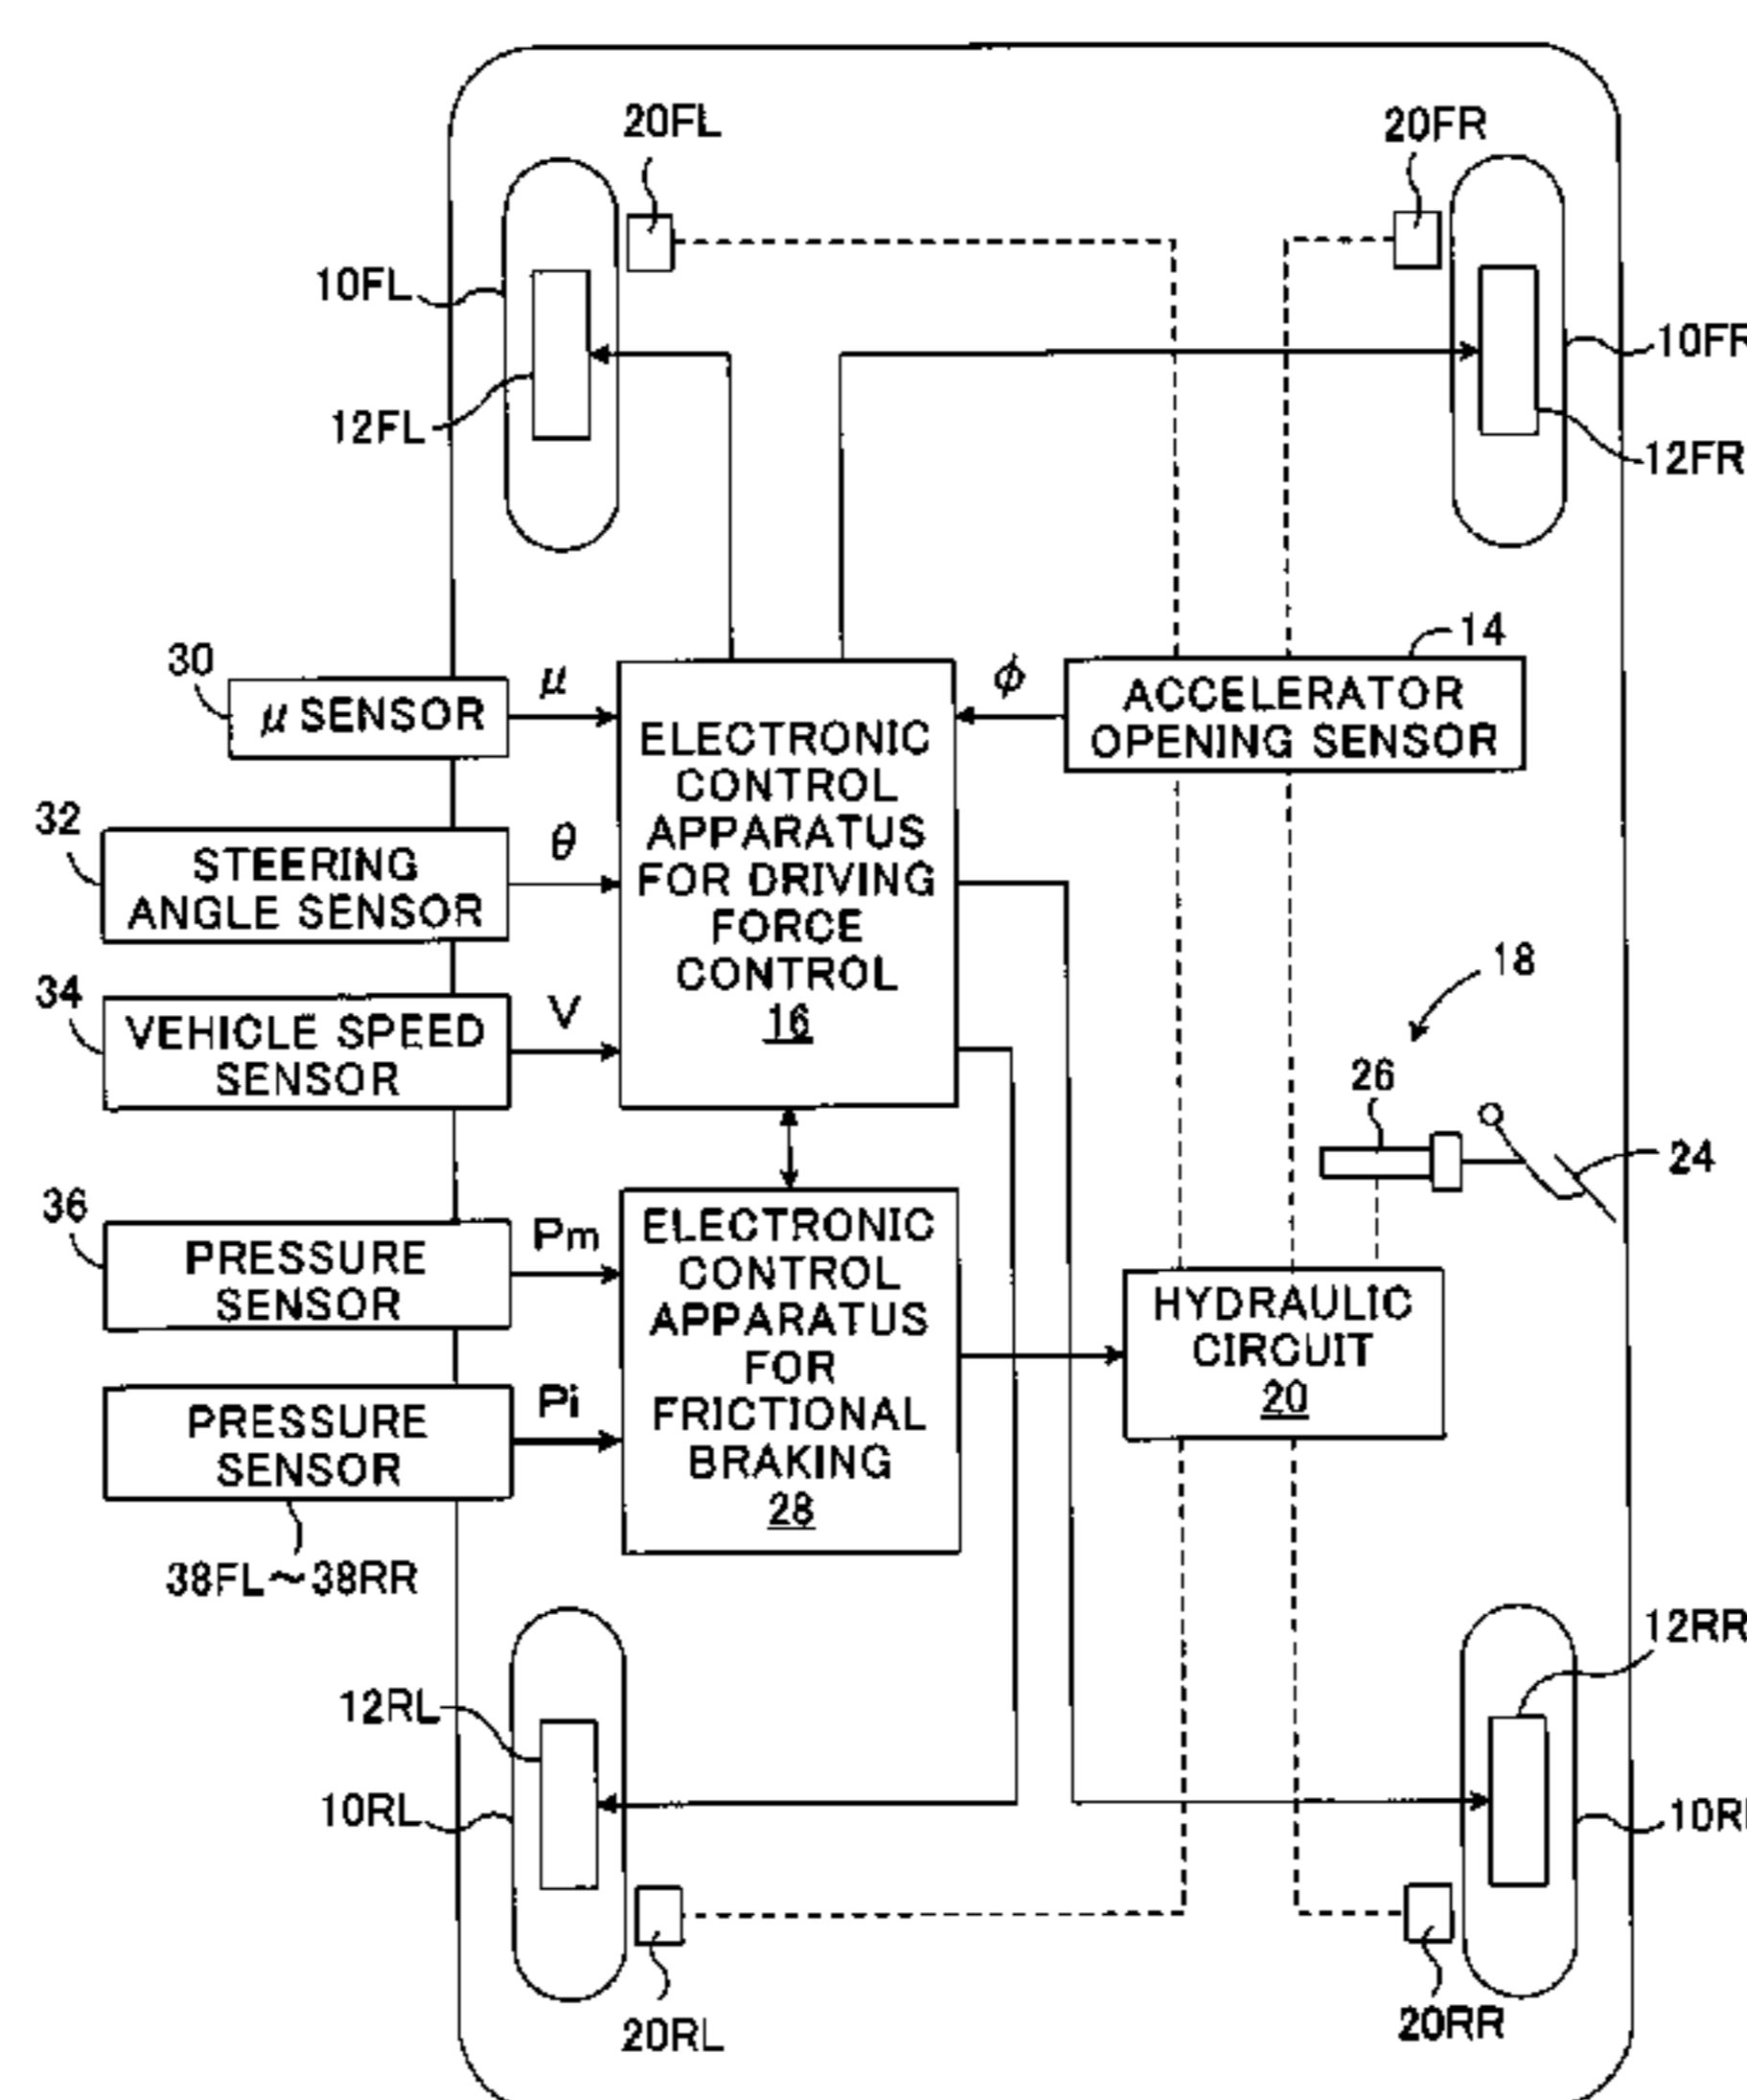 20FL
20FR
10FL
10FR
12FL
12FR
30
μ SENSOR
μ
ϕ
14
ACCELERATOR
OPENING SENSOR
ELECTRONIC
CONTROL
APPARATUS
FOR DRIVING
FORCE
CONTROL
16
32
STEERING
ANGLE SENSOR
θ
34
VEHICLE SPEED
SENSOR
V
18
26
24
36
PRESSURE
SENSOR
Pm
ELECTRONIC
CONTROL
APPARATUS
FOR
FRICTIONAL
BRAKING
28
HYDRAULIC
CIRCUIT
20
PRESSURE
SENSOR
Pi
38FL~38RR
12RR
12RL
10RL
20RL
20RR